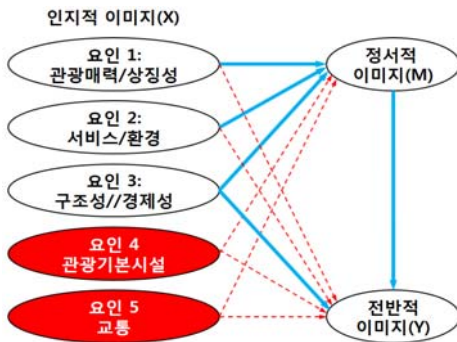 인지적 이미지(X)
요인 1:
관광매력/상징성
요인 2:
서비스/환경
요인 3:
구조성//경제성
요인 4
관광기본시설
요인 5
교통
정서적
이미지(M)
전반적
이미지(Y)